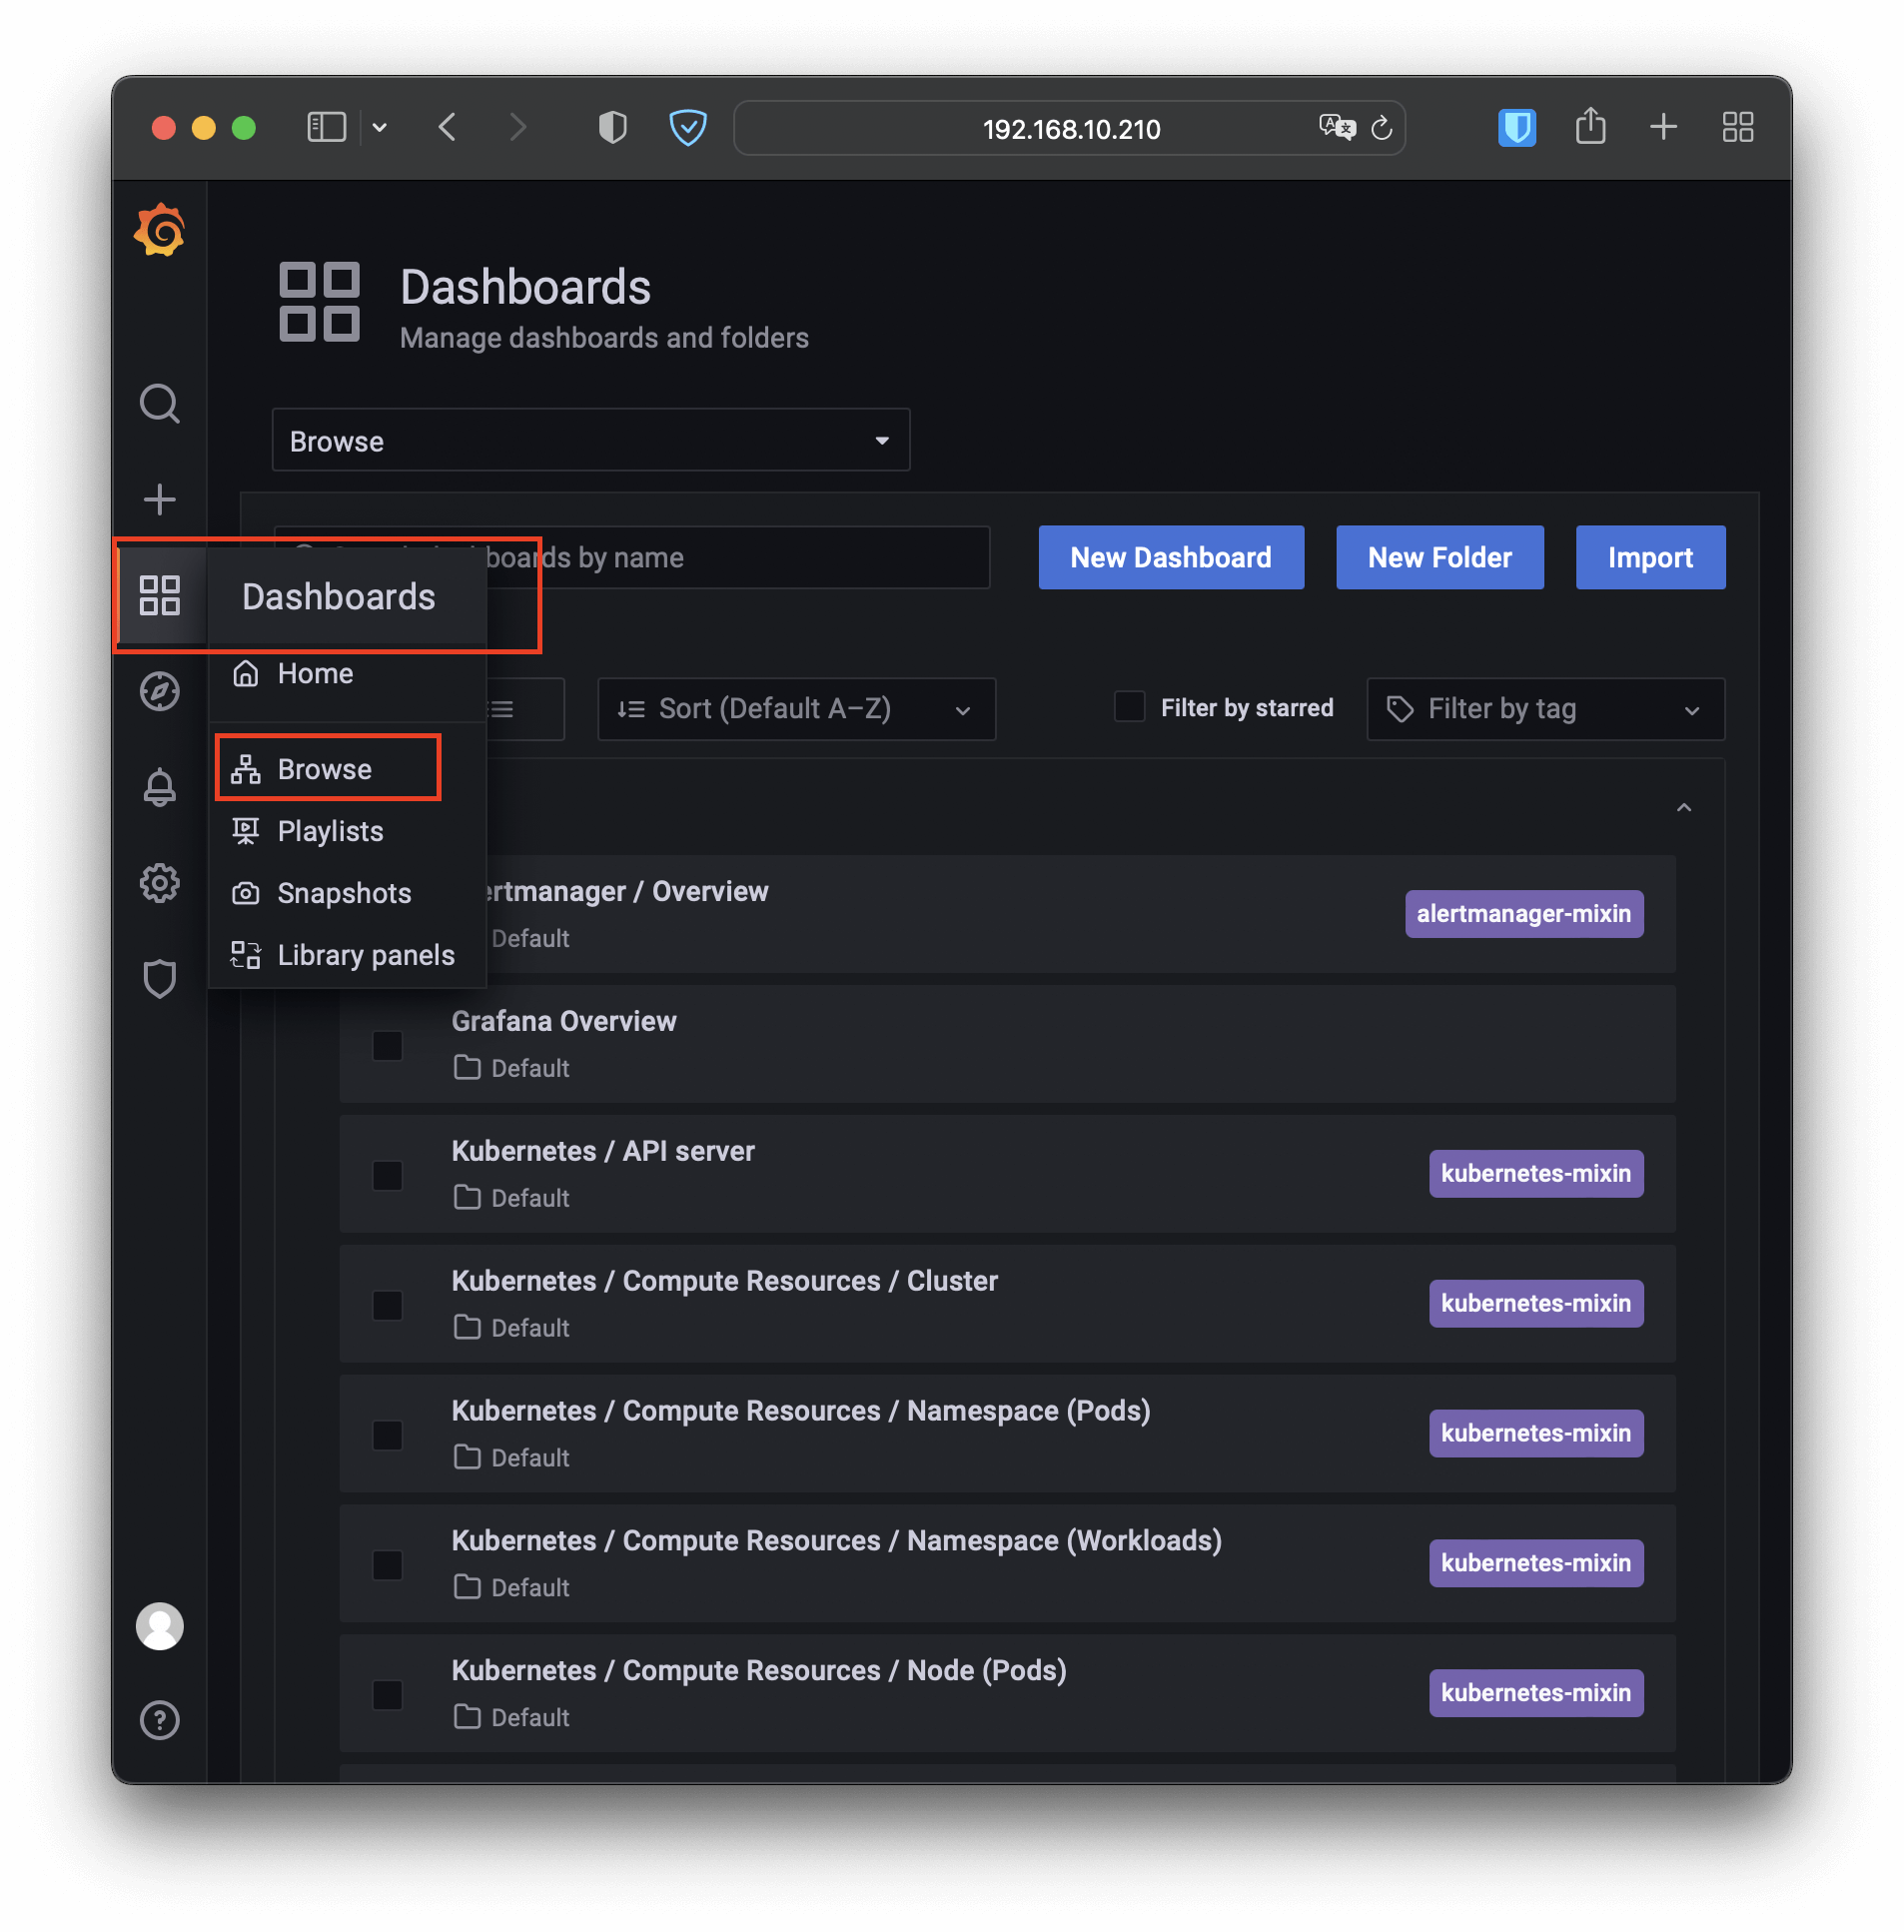 192.168.10.210
Dashboards
Manage dashboards and folders
Browse
boards by name
New Dashboard
New Folder
Import
Dashboards
Home
Sort (Default A–Z)
Filter by starred
Filter by tag
Browse
Playlists
Snapshots
Library panels
ertmanager / Overview
Default
alertmanager-mixin
Grafana Overview
Default
Kubernetes / API server
Default
kubernetes-mixin
Kubernetes / Compute Resources / Cluster
Default
kubernetes-mixin
Kubernetes / Compute Resources / Namespace (Pods)
Default
kubernetes-mixin
Kubernetes / Compute Resources / Namespace (Workloads)
Default
kubernetes-mixin
Kubernetes / Compute Resources / Node (Pods)
Default
kubernetes-mixin